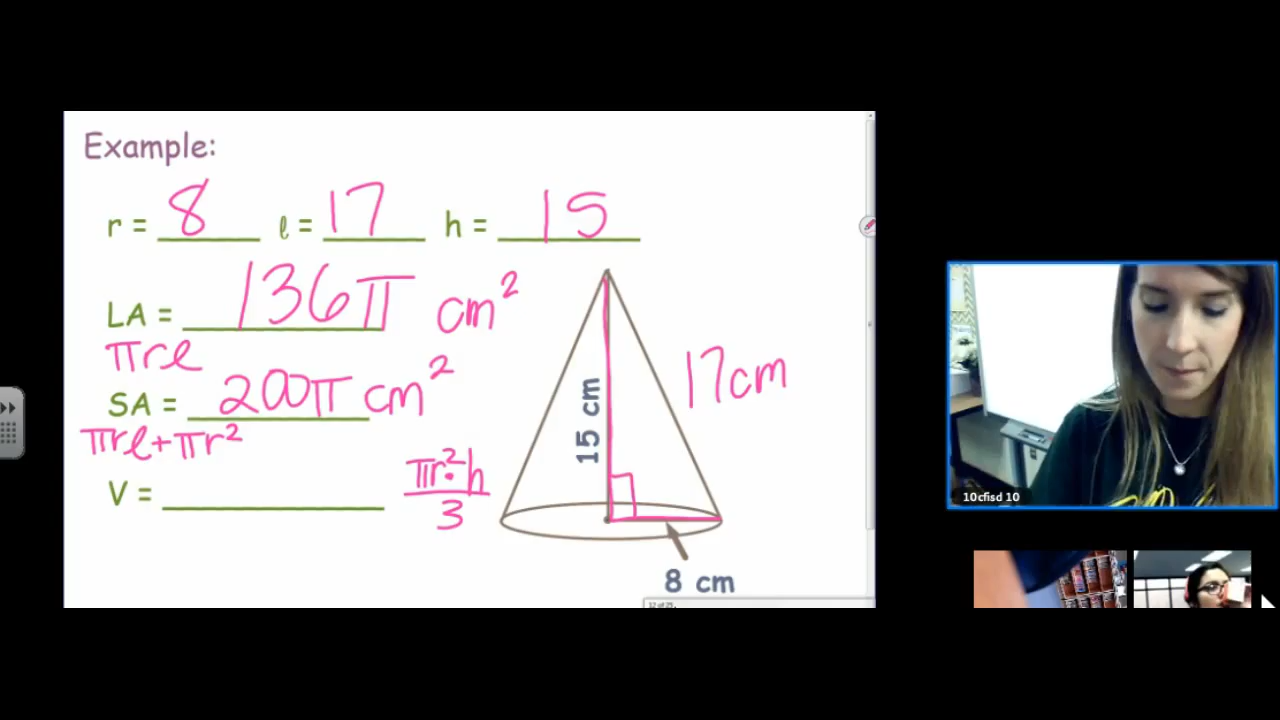 Example:
r = 8 ℓ = 17 h = 15
LA = 136π cm²
πrℓ
SA = 200π cm²
πrℓ+πr²
V = πr²·h
3
15 cm
17cm
8 cm
10cfisd 10